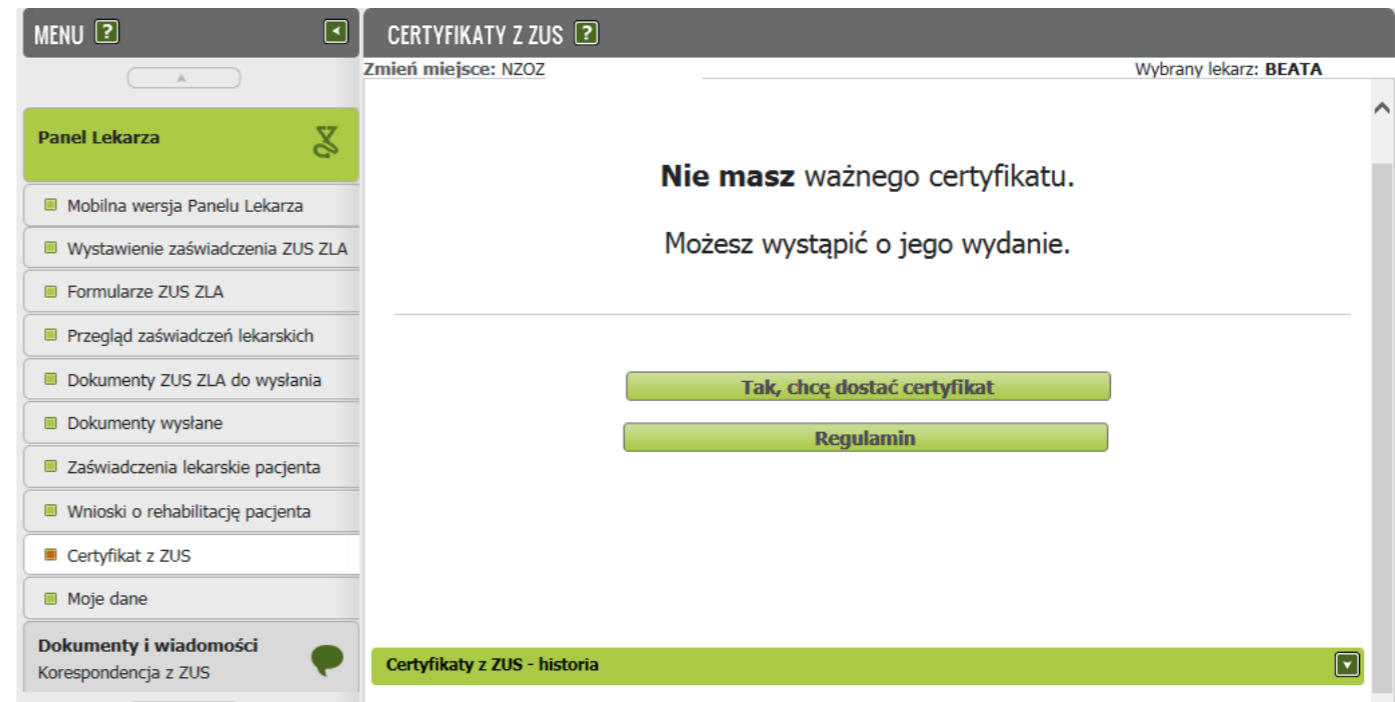 MENU ?
CERTYFIKATY Z ZUS ?
Zmień miejsce: NZOZ
Wybrany lekarz: BEATA
Panel Lekarza
Mobilna wersja Panelu Lekarza
Wystawienie zaświadczenia ZUS ZLA
Formularze ZUS ZLA
Przegląd zaświadczeń lekarskich
Dokumenty ZUS ZLA do wysłania
Dokumenty wysłane
Zaświadczenia lekarskie pacjenta
Wnioski o rehabilitację pacjenta
Certyfikat z ZUS
Moje dane
Dokumenty i wiadomości
Korespondencja z ZUS
Nie masz ważnego certyfikatu.
Możesz wystąpić o jego wydanie.
Tak, chcę dostać certyfikat
Regulamin
Certyfikaty z ZUS - historia